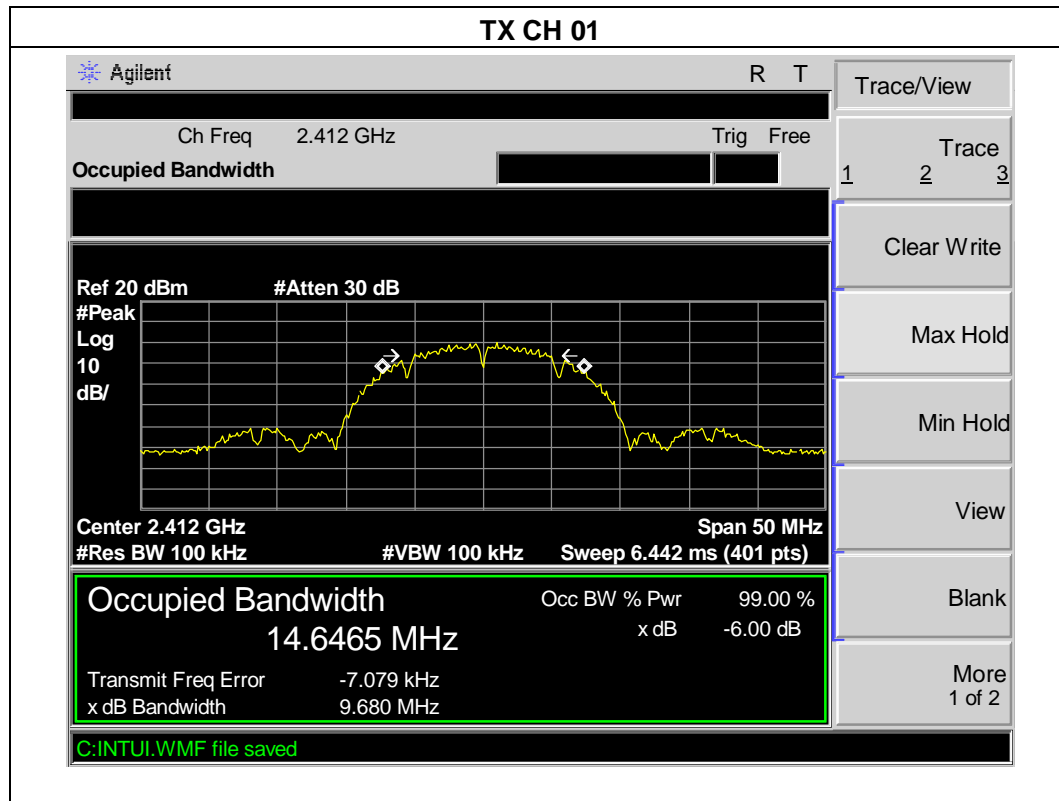 TX CH 01
Agilent R T
Trace/View
Ch Freq 2.412 GHz Trig Free
Occupied Bandwidth
Trace
1 2 3
Clear Write
Ref 20 dBm #Atten 30 dB
#Peak
Log
10
dB/
Max Hold
Min Hold
View
Center 2.412 GHz Span 50 MHz
#Res BW 100 kHz #VBW 100 kHz Sweep 6.442 ms (401 pts)
Occupied Bandwidth Occ BW % Pwr 99.00 %
14.6465 MHz x dB -6.00 dB
Transmit Freq Error -7.079 kHz
x dB Bandwidth 9.680 MHz
Blank
More
1 of 2
C:INTUI.WMF file saved